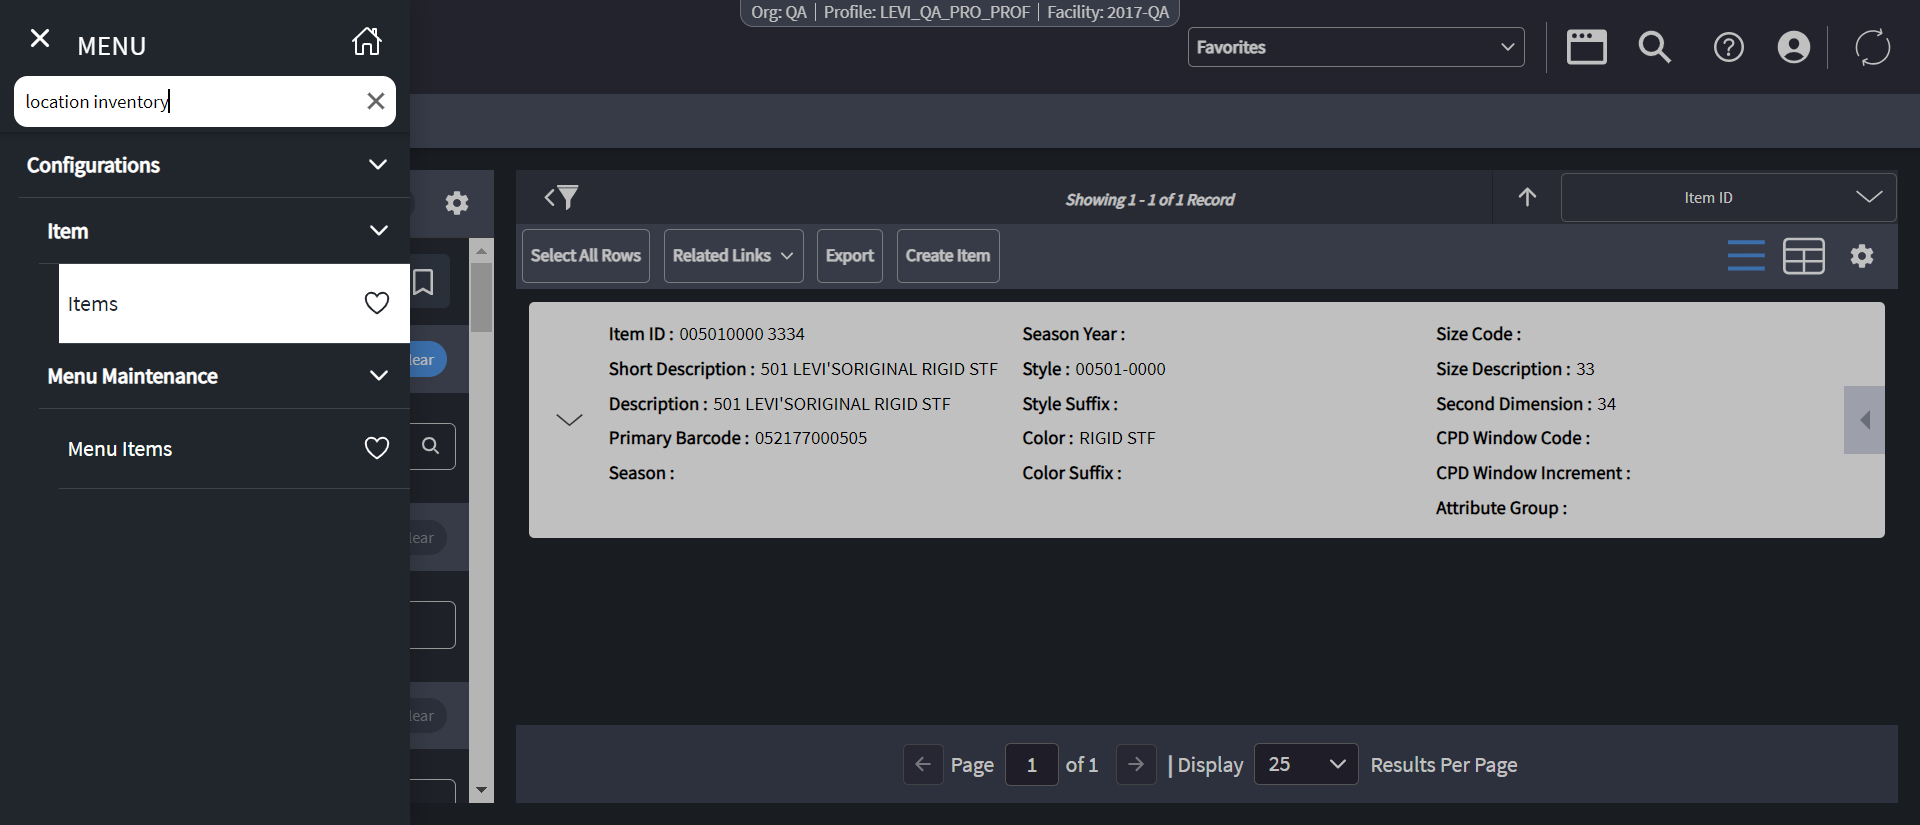 Org: QA | Profile: LEVI_QA_PRO_PROF | Facility: 2017-QA
MENU
Favorites
location inventory
Configurations
Item
Items
Menu Maintenance
Menu Items
lear
lear
lear
Showing 1 - 1 of 1 Record
Item ID
Select All Rows
Related Links
Export
Create Item
Item ID : 005010000 3334
Short Description : 501 LEVI'SORIGINAL RIGID STF
Description : 501 LEVI'SORIGINAL RIGID STF
Primary Barcode : 052177000505
Season :
Season Year :
Style : 00501-0000
Style Suffix :
Color : RIGID STF
Color Suffix :
Size Code :
Size Description : 33
Second Dimension : 34
CPD Window Code :
CPD Window Increment :
Attribute Group :
Page 1 of 1 | Display 25 Results Per Page